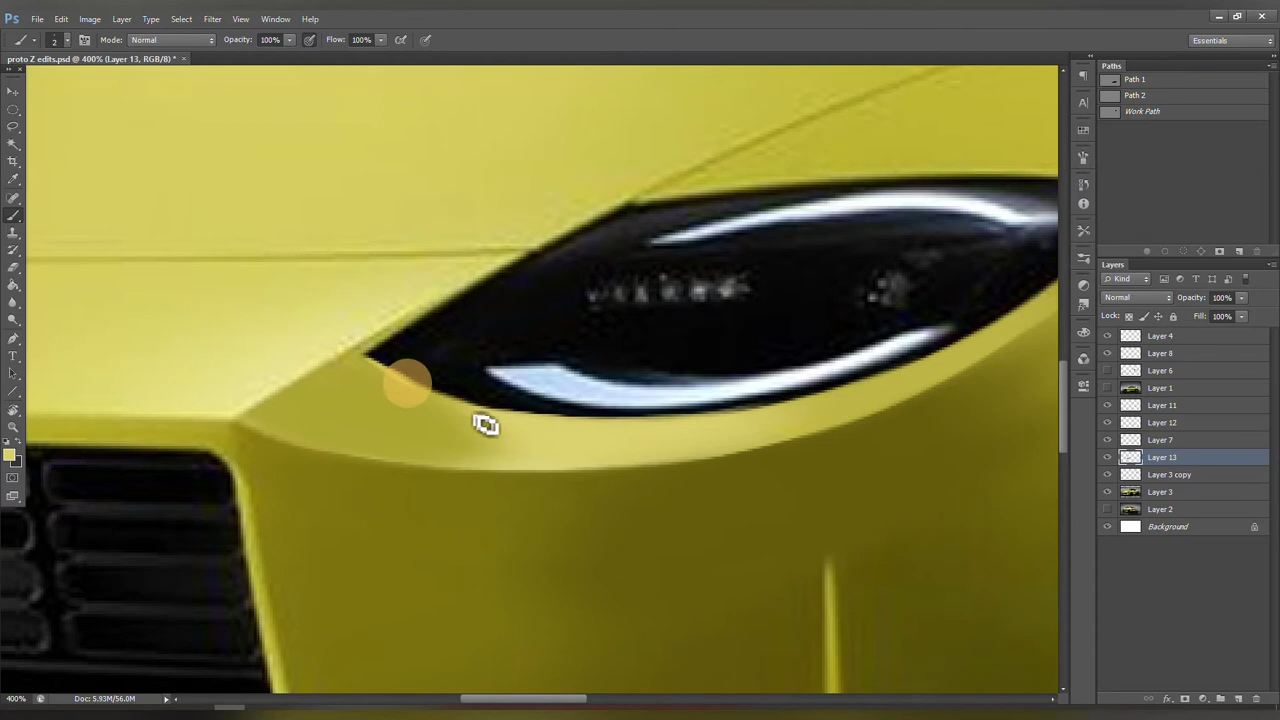 Ps File Edit Image Layer Type Select Filter View Window Help
2 Mode: Normal Opacity: 100% Flow: 100% Essentials
proto Z edits.psd @ 400% (Layer 13, RGB/8) * ×
Paths
Path 1
Path 2
Work Path
Layers
Kind
Normal Opacity: 100%
Lock: Fill: 100%
Layer 4
Layer 8
Layer 6
Layer 1
Layer 11
Layer 12
Layer 7
Layer 13
Layer 3 copy
Layer 3
Layer 2
Background
400% Doc: 5.93M/56.0M